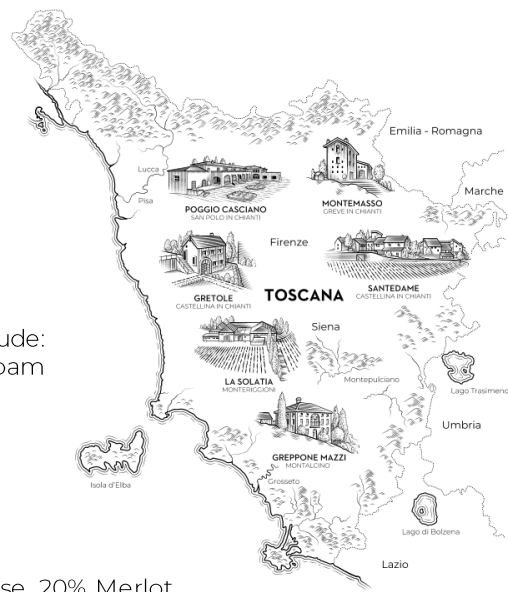 Emilia - Romagna
Lucca
Marche
Pisa
POGGIO CASCIANO
SAN POLO IN CHIANTI
MONTEMASSO
GREVE IN CHIANTI
Firenze
GRETOLE
CASTELLINA IN CHIANTI
TOSCANA
SANTEDAME
CASTELLINA IN CHIANTI
Siena
ude:
oam
LA SOLATIA
MONTERIGGIONI
Montepulciano
Lago Trasimeno
Umbria
GREPPONE MAZZI
MONTALCINO
Isola d'Elba
Grosseto
Lago di Bolzena
Lazio
se, 20% Merlot